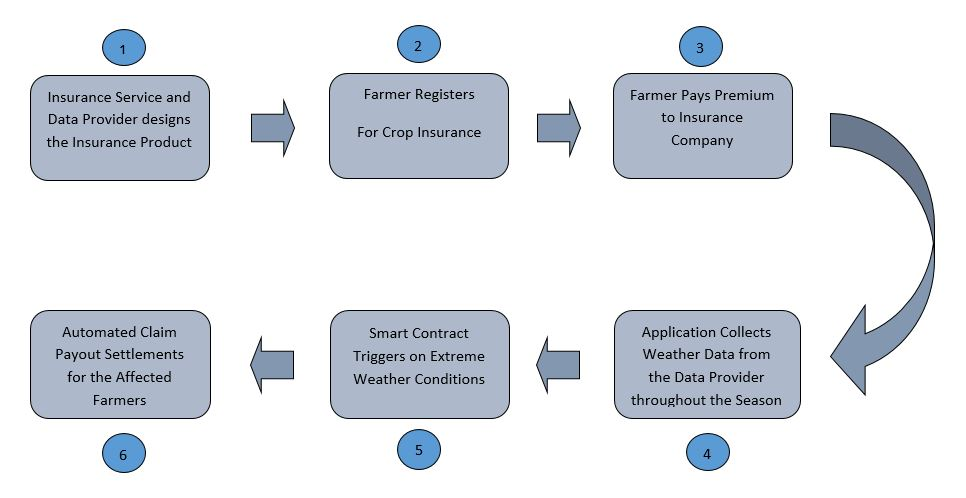 1
Insurance Service and
Data Provider designs
the Insurance Product
2
Farmer Registers
For Crop Insurance
3
Farmer Pays Premium
to Insurance
Company
4
Application Collects
Weather Data from
the Data Provider
throughout the Season
5
Smart Contract
Triggers on Extreme
Weather Conditions
6
Automated Claim
Payout Settlements
for the Affected
Farmers